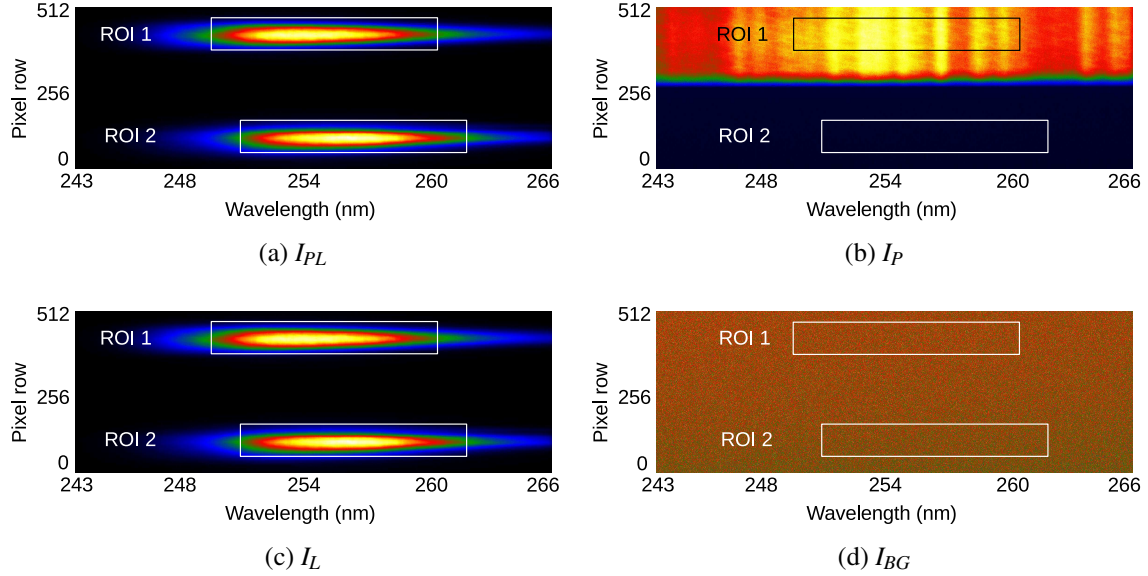 512
ROI 1
Pixel row
256
ROI 2
0
243 248 254 260 266
Wavelength (nm)
(a) I_PL
512
ROI 1
Pixel row
256
ROI 2
0
243 248 254 260 266
Wavelength (nm)
(b) I_P
512
ROI 1
Pixel row
256
ROI 2
0
243 248 254 260 266
Wavelength (nm)
(c) I_L
512
ROI 1
Pixel row
256
ROI 2
0
243 248 254 260 266
Wavelength (nm)
(d) I_BG